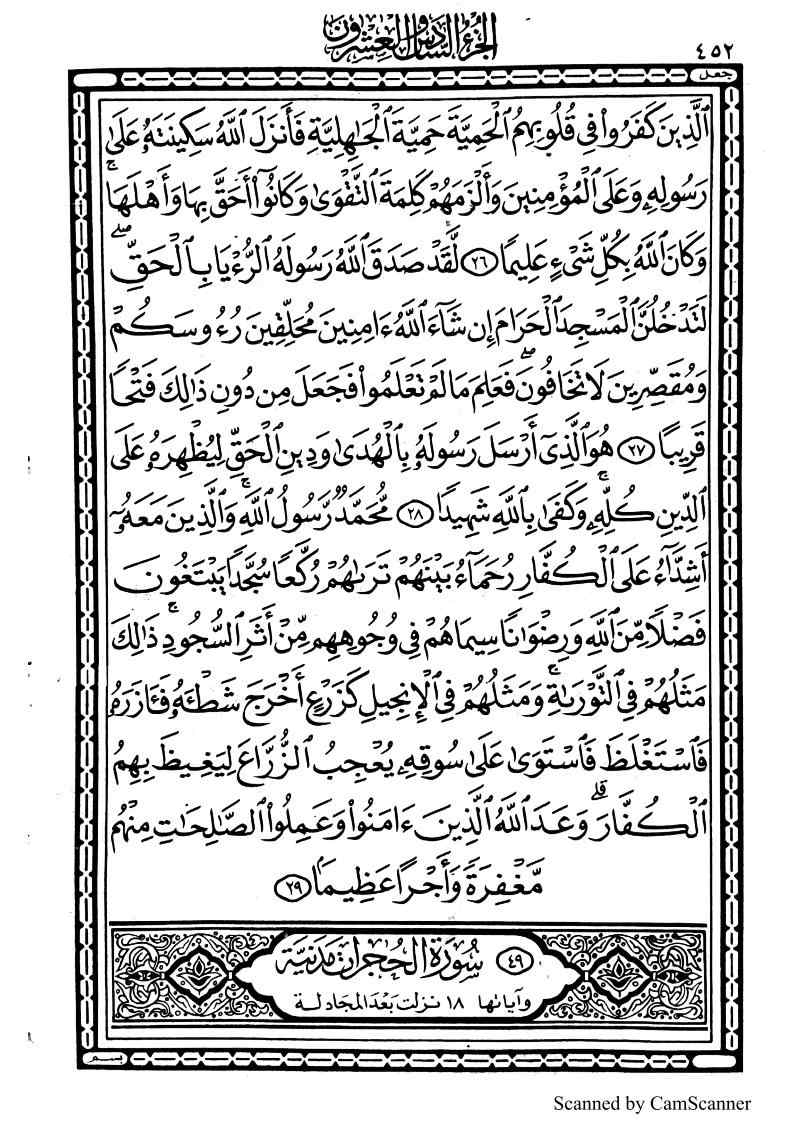 ٤٥٢
الجزء السادس والعشرون
جعل
ٱلَّذِينَ كَفَرُواْ فِى قُلُوبِهِمُ ٱلْحَمِيَّةَ حَمِيَّةَ ٱلْجَٰهِلِيَّةِ فَأَنزَلَ ٱللَّهُ سَكِينَتَهُۥ عَلَىٰ
رَسُولِهِۦ وَعَلَى ٱلْمُؤْمِنِينَ وَأَلْزَمَهُمْ كَلِمَةَ ٱلتَّقْوَىٰ وَكَانُوٓاْ أَحَقَّ بِهَا وَأَهْلَهَا ۚ
وَكَانَ ٱللَّهُ بِكُلِّ شَىْءٍ عَلِيمًا ٢٦ لَّقَدْ صَدَقَ ٱللَّهُ رَسُولَهُ ٱلرُّءْيَا بِٱلْحَقِّ ۖ
لَتَدْخُلُنَّ ٱلْمَسْجِدَ ٱلْحَرَامَ إِن شَآءَ ٱللَّهُ ءَامِنِينَ مُحَلِّقِينَ رُءُوسَكُمْ
وَمُقَصِّرِينَ لَا تَخَافُونَ ۖ فَعَلِمَ مَا لَمْ تَعْلَمُواْ فَجَعَلَ مِن دُونِ ذَٰلِكَ فَتْحًا
قَرِيبًا ٢٧ هُوَ ٱلَّذِىٓ أَرْسَلَ رَسُولَهُۥ بِٱلْهُدَىٰ وَدِينِ ٱلْحَقِّ لِيُظْهِرَهُۥ عَلَى
ٱلدِّينِ كُلِّهِۦ ۚ وَكَفَىٰ بِٱللَّهِ شَهِيدًا ٢٨ مُّحَمَّدٌ رَّسُولُ ٱللَّهِ ۚ وَٱلَّذِينَ مَعَهُۥٓ
أَشِدَّآءُ عَلَى ٱلْكُفَّارِ رُحَمَآءُ بَيْنَهُمْ تَرَىٰهُمْ رُكَّعًا سُجَّدًا يَبْتَغُونَ
فَضْلًا مِّنَ ٱللَّهِ وَرِضْوَٰنًا سِيمَاهُمْ فِى وُجُوهِهِم مِّنْ أَثَرِ ٱلسُّجُودِ ۚ ذَٰلِكَ
مَثَلُهُمْ فِى ٱلتَّوْرَىٰةِ ۚ وَمَثَلُهُمْ فِى ٱلْإِنجِيلِ كَزَرْعٍ أَخْرَجَ شَطْـَٔهُۥ فَـَٔازَرَهُۥ
فَٱسْتَغْلَظَ فَٱسْتَوَىٰ عَلَىٰ سُوقِهِۦ يُعْجِبُ ٱلزُّرَّاعَ لِيَغِيظَ بِهِمُ
ٱلْكُفَّارَ ۗ وَعَدَ ٱللَّهُ ٱلَّذِينَ ءَامَنُواْ وَعَمِلُواْ ٱلصَّٰلِحَٰتِ مِنْهُم
مَّغْفِرَةً وَأَجْرًا عَظِيمًۢا ٢٩
٤٩ سُورَةُ الحُجُرَاتِ مَدَنِيَّة
وآياتها ١٨ نزلت بعد المجادلة
بسم
Scanned by CamScanner